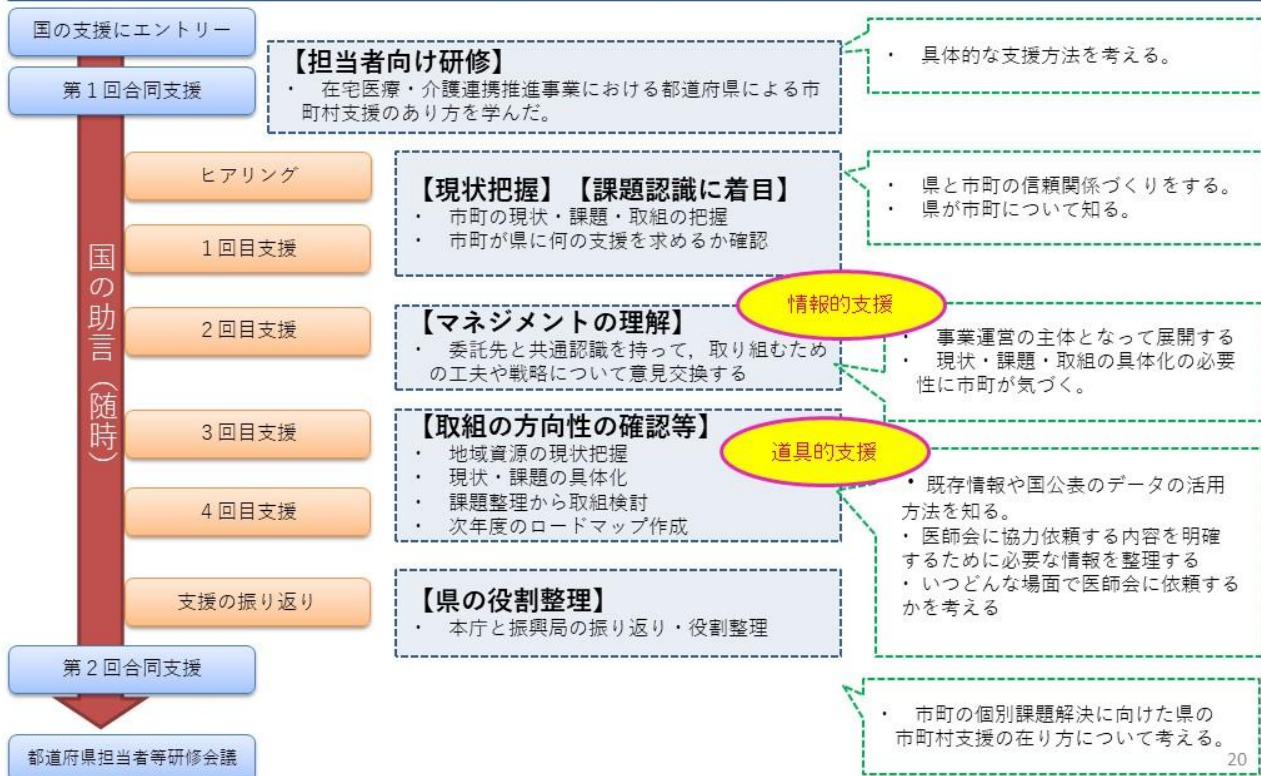 国の支援にエントリー
第１回合同支援
国の助言（随時）
【担当者向け研修】
・　在宅医療・介護連携推進事業における都道府県による市
町村支援のあり方を学んだ。
・　具体的な支援方法を考える。
ヒアリング
１回目支援
【現状把握】【課題認識に着目】
・　市町の現状・課題・取組の把握
・　市町が県に何の支援を求めるか確認
・　県と市町の信頼関係づくりをする。
・　県が市町について知る。
２回目支援
【マネジメントの理解】
・　委託先と共通認識を持って，取り組むため
の工夫や戦略について意見交換する
情報的支援
・　事業運営の主体となって展開する
・　現状・課題・取組の具体化の必要
性に市町が気づく。
３回目支援
４回目支援
【取組の方向性の確認等】
・　地域資源の現状把握
・　現状・課題の具体化
・　課題整理から取組検討
・　次年度のロードマップ作成
道具的支援
・既存情報や国公表のデータの活用
方法を知る。
・医師会に協力依頼する内容を明確
するために必要な情報を整理する
・いつどんな場面で医師会に依頼する
かを考える
支援の振り返り
【県の役割整理】
・　本庁と振興局の振り返り・役割整理
第２回合同支援
・　市町の個別課題解決に向けた県の
市町村支援の在り方について考える。
都道府県担当者等研修会議
20